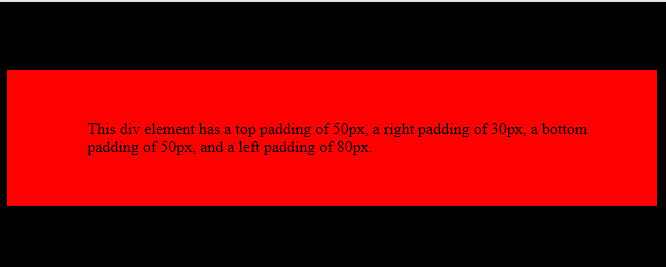 This div element has a top padding of 50px, a right padding of 30px, a bottom
padding of 50px, and a left padding of 80px.